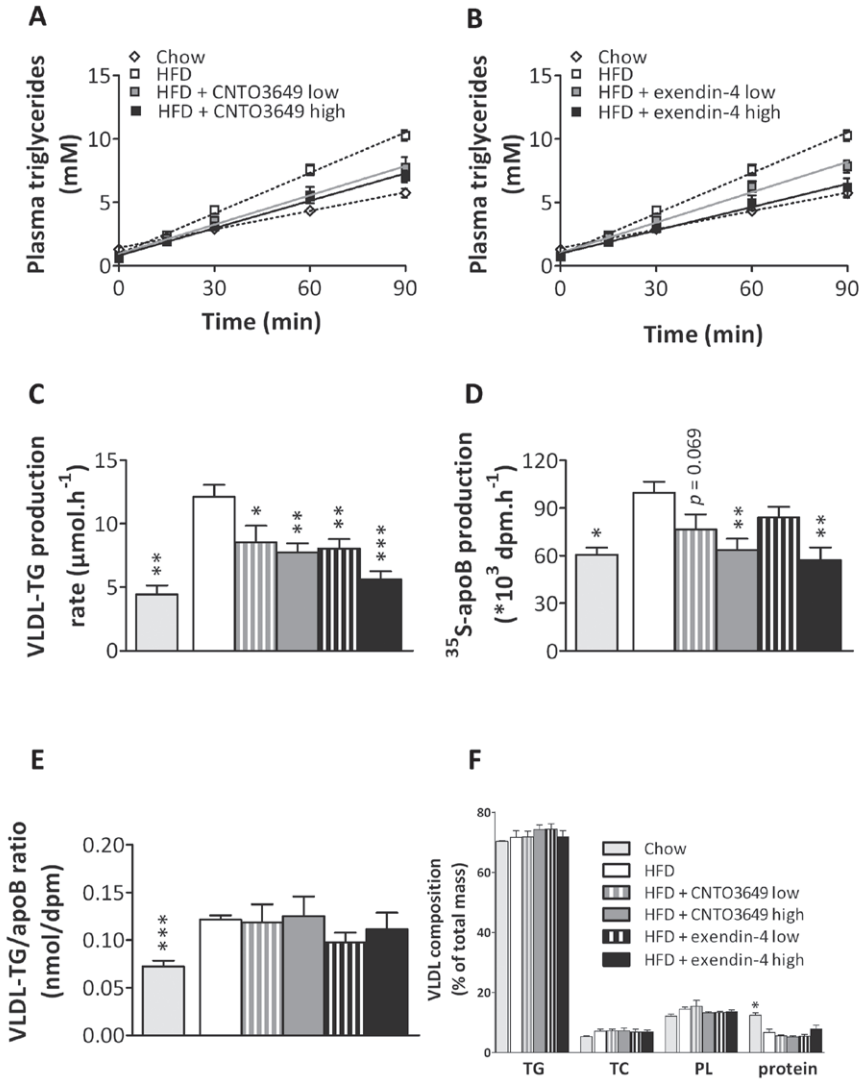 A
Plasma triglycerides
(mM)
Chow
HFD
HFD + CNTO3649 low
HFD + CNTO3649 high
15
10
5
0
0 30 60 90
Time (min)
B
Plasma triglycerides
(mM)
Chow
HFD
HFD + exendin-4 low
HFD + exendin-4 high
15
10
5
0
0 30 60 90
Time (min)
C
VLDL-TG production
rate (µmol.h⁻¹)
15
10
5
0
**
*
**
**
***
D
³⁵S-apoB production
(*10³ dpm.h⁻¹)
120
90
60
30
0
*
p = 0.069
**
**
E
VLDL-TG/apoB ratio
(nmol/dpm)
0.20
0.15
0.10
0.05
0.00
***
F
VLDL composition
(% of total mass)
80
60
40
20
0
Chow
HFD
HFD + CNTO3649 low
HFD + CNTO3649 high
HFD + exendin-4 low
HFD + exendin-4 high
*
TG TC PL protein